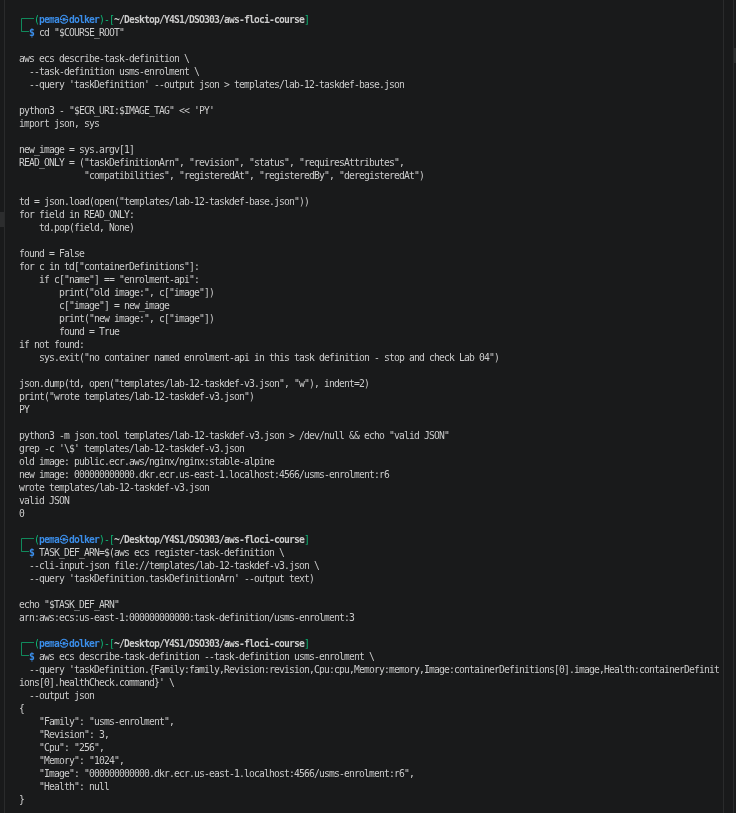 ┌──(pema㉿dolker)-[~/Desktop/Y4S1/DSO303/aws-floci-course]
└─$ cd "$COURSE_ROOT"

aws ecs describe-task-definition \
  --task-definition usms-enrolment \
  --query 'taskDefinition' --output json > templates/lab-12-taskdef-base.json

python3 - "$ECR_URI:$IMAGE_TAG" << 'PY'
import json, sys

new_image = sys.argv[1]
READ_ONLY = ("taskDefinitionArn", "revision", "status", "requiresAttributes",
             "compatibilities", "registeredAt", "registeredBy", "deregisteredAt")

td = json.load(open("templates/lab-12-taskdef-base.json"))
for field in READ_ONLY:
    td.pop(field, None)

found = False
for c in td["containerDefinitions"]:
    if c["name"] == "enrolment-api":
        print("old image:", c["image"])
        c["image"] = new_image
        print("new image:", c["image"])
        found = True
if not found:
    sys.exit("no container named enrolment-api in this task definition - stop and check Lab 04")

json.dump(td, open("templates/lab-12-taskdef-v3.json", "w"), indent=2)
print("wrote templates/lab-12-taskdef-v3.json")
PY

python3 -m json.tool templates/lab-12-taskdef-v3.json > /dev/null && echo "valid JSON"
grep -c '\$' templates/lab-12-taskdef-v3.json
old image: public.ecr.aws/nginx/nginx:stable-alpine
new image: 000000000000.dkr.ecr.us-east-1.localhost:4566/usms-enrolment:r6
wrote templates/lab-12-taskdef-v3.json
valid JSON
0

┌──(pema㉿dolker)-[~/Desktop/Y4S1/DSO303/aws-floci-course]
└─$ TASK_DEF_ARN=$(aws ecs register-task-definition \
  --cli-input-json file://templates/lab-12-taskdef-v3.json \
  --query 'taskDefinition.taskDefinitionArn' --output text)

echo "$TASK_DEF_ARN"
arn:aws:ecs:us-east-1:000000000000:task-definition/usms-enrolment:3

┌──(pema㉿dolker)-[~/Desktop/Y4S1/DSO303/aws-floci-course]
└─$ aws ecs describe-task-definition --task-definition usms-enrolment \
  --query 'taskDefinition.{Family:family,Revision:revision,Cpu:cpu,Memory:memory,Image:containerDefinitions[0].image,Health:containerDefinit
ions[0].healthCheck.command}' \
  --output json
{
    "Family": "usms-enrolment",
    "Revision": 3,
    "Cpu": "256",
    "Memory": "1024",
    "Image": "000000000000.dkr.ecr.us-east-1.localhost:4566/usms-enrolment:r6",
    "Health": null
}